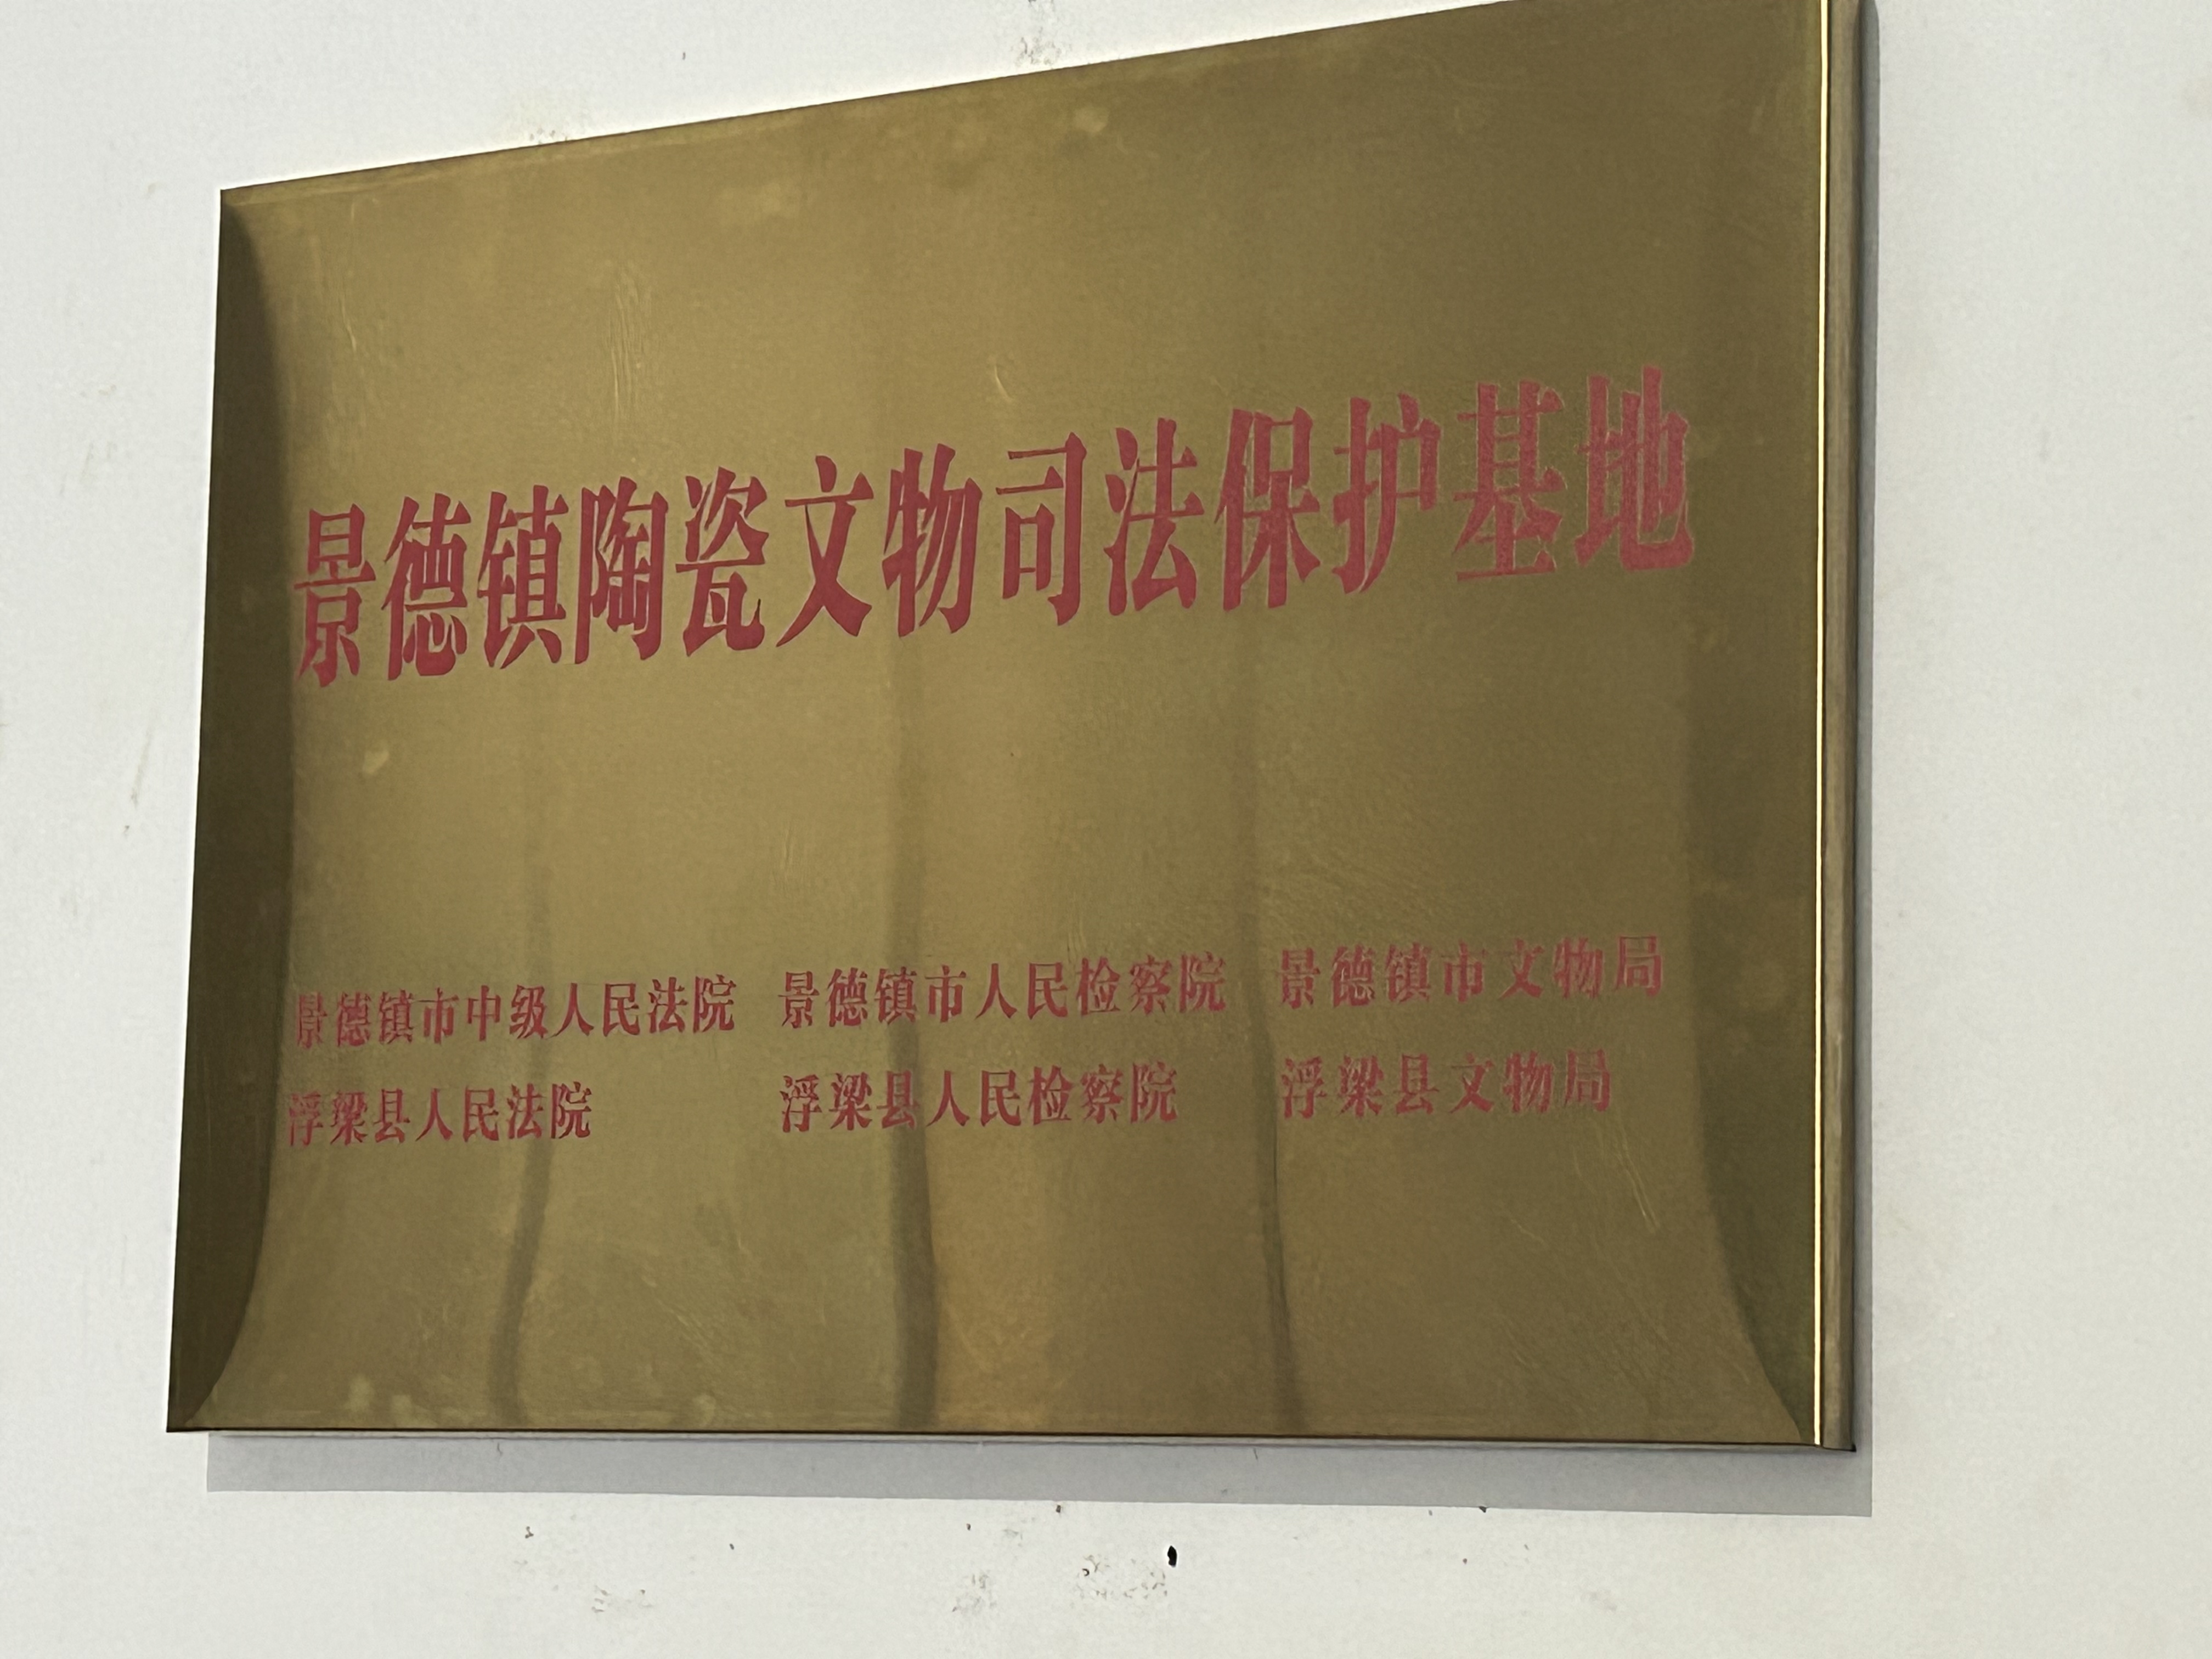 景德镇陶瓷文物司法保护基地
景德镇市中级人民法院 景德镇市人民检察院 景德镇市文物局
浮梁县人民法院 浮梁县人民检察院 浮梁县文物局